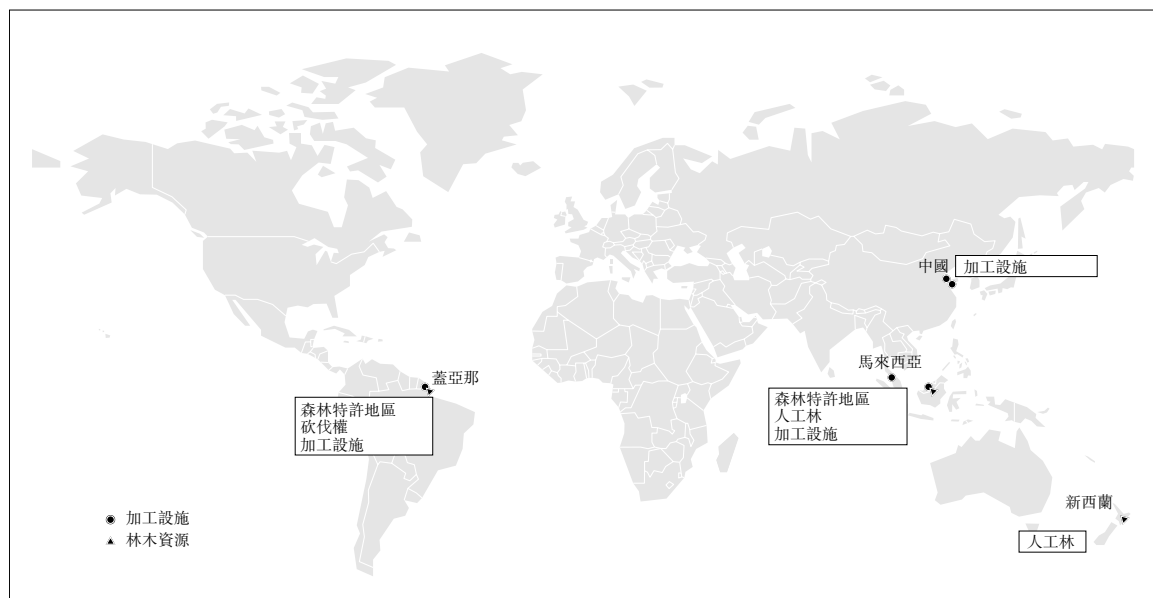 中國
加工設施
馬來西亞
蓋亞那
森林特許地區
砍伐權
加工設施
森林特許地區
人工林
加工設施
新西蘭
人工林
加工設施
林木資源